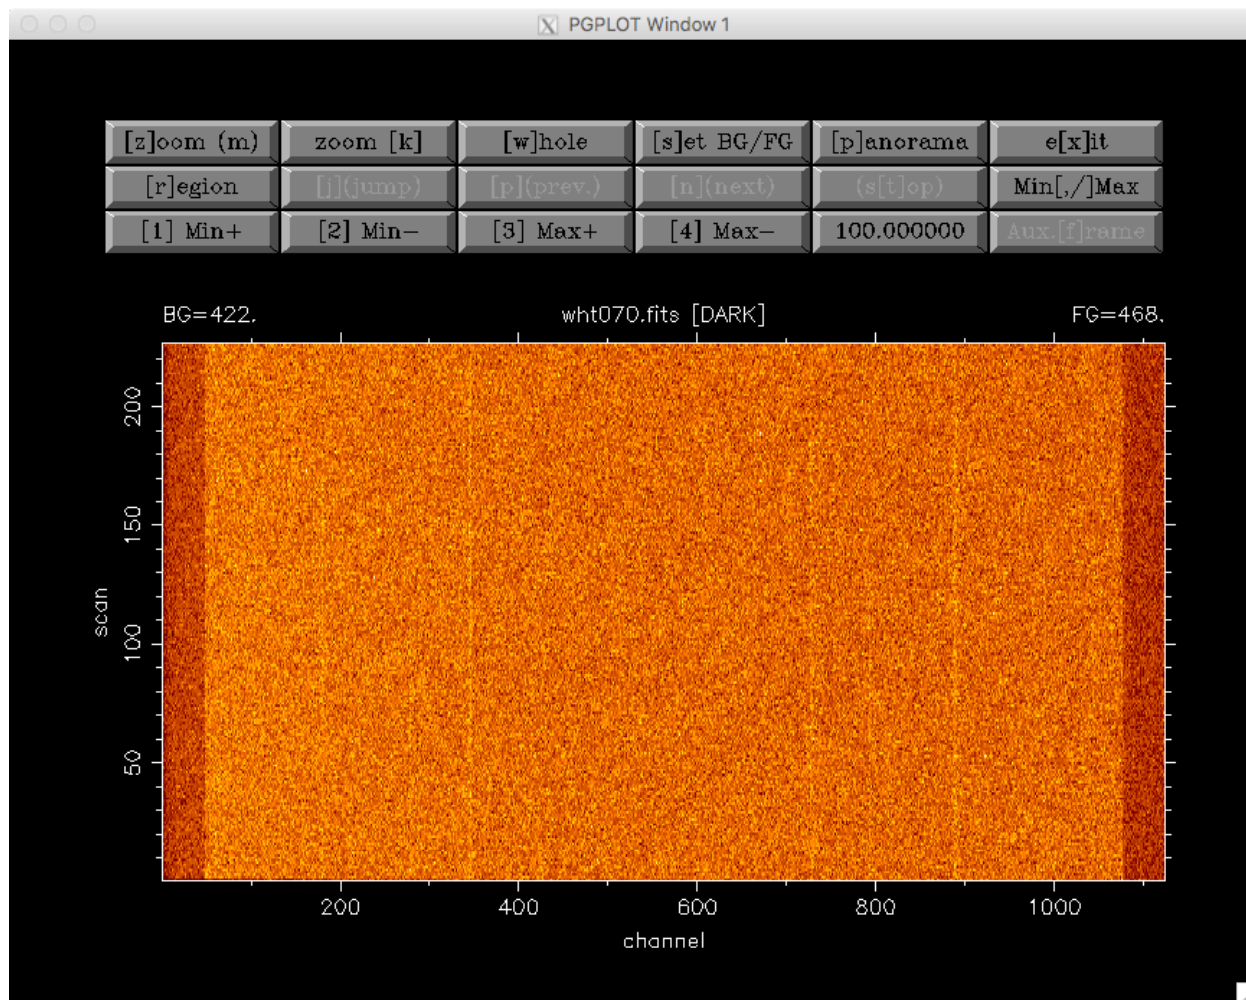 PGPLOT Window 1
[z]oom (m) zoom [k] [w]hole [s]et BG/FG [p]anorama e[x]it
[r]egion [j](jump) [p](prev.) [n](next) (s[t]op) Min[,/]Max
[1] Min+ [2] Min− [3] Max+ [4] Max− 100.000000 Aux.[f]rame
BG=422. wht070.fits [DARK] FG=468.
200
150
100
50
scan
200 400 600 800 1000
channel